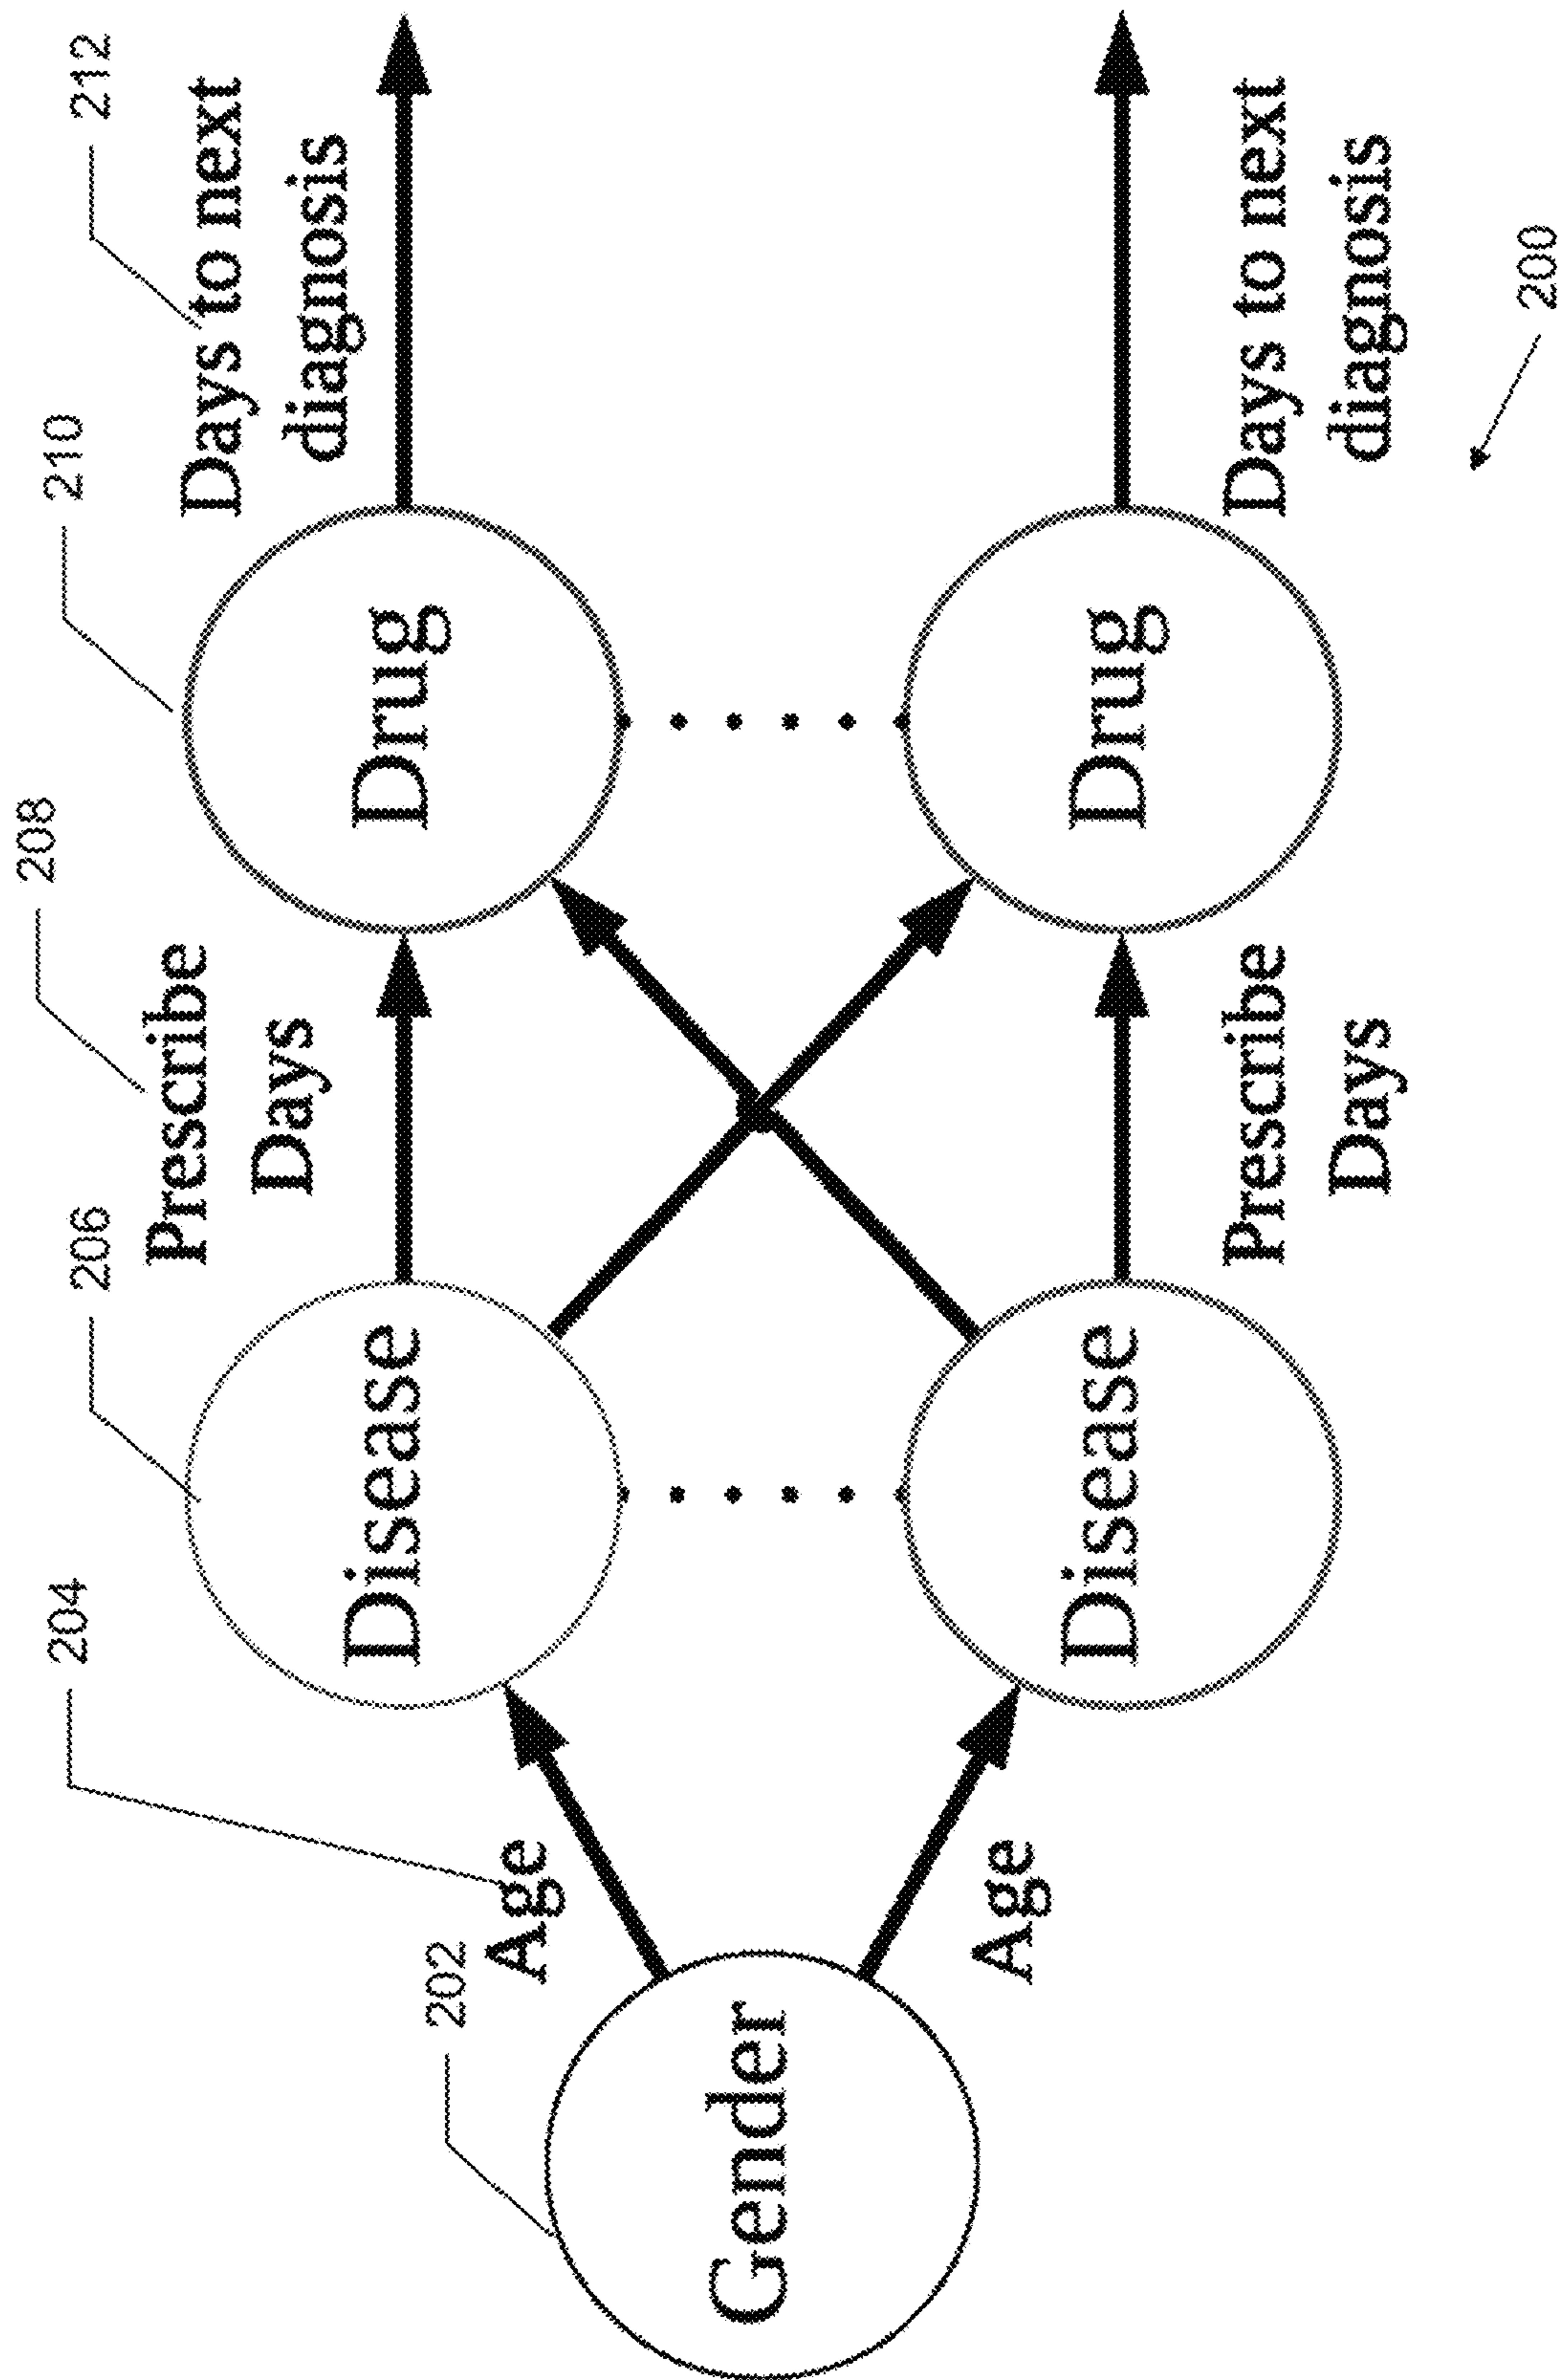 212
Days to next
diagnosis
210
Drug
208
Prescribe
Days
206
Disease
204
Age
202
Gender
Age
Disease
Prescribe
Days
Drug
Days to next
diagnosis
200